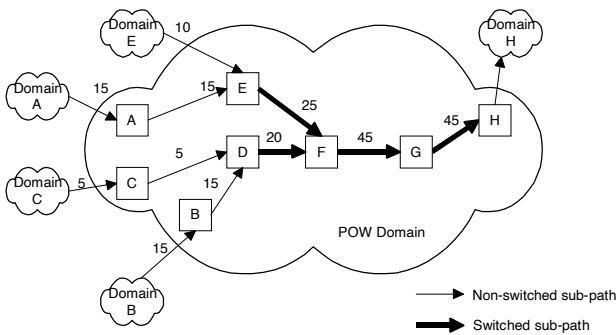 Domain
E
10
Domain
H
Domain
A
15
15
E
A
25
45
H
20
45
D
F
G
5
C
Domain
C
5
15
B
15
POW Domain
Domain
B
Non-switched sub-path
Switched sub-path